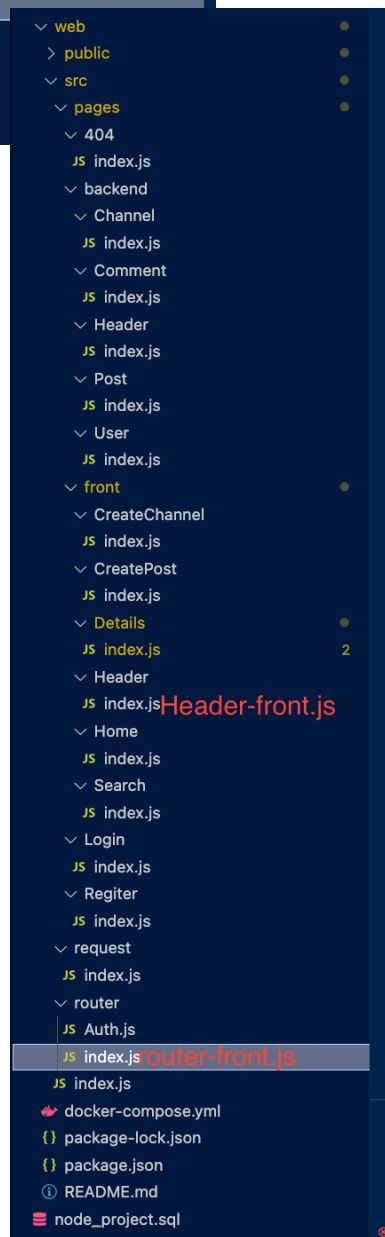 web
public
src
pages
404
JS index.js
backend
Channel
JS index.js
Comment
JS index.js
Header
JS index.js
Post
JS index.js
User
JS index.js
front
CreateChannel
JS index.js
CreatePost
JS index.js
Details
JS index.js 2
Header
JS index.js Header-front.js
Home
JS index.js
Search
JS index.js
Login
JS index.js
Regiter
JS index.js
request
JS index.js
router
JS Auth.js
JS index.js router-front.js
JS index.js
docker-compose.yml
{} package-lock.json
{} package.json
README.md
node_project.sql